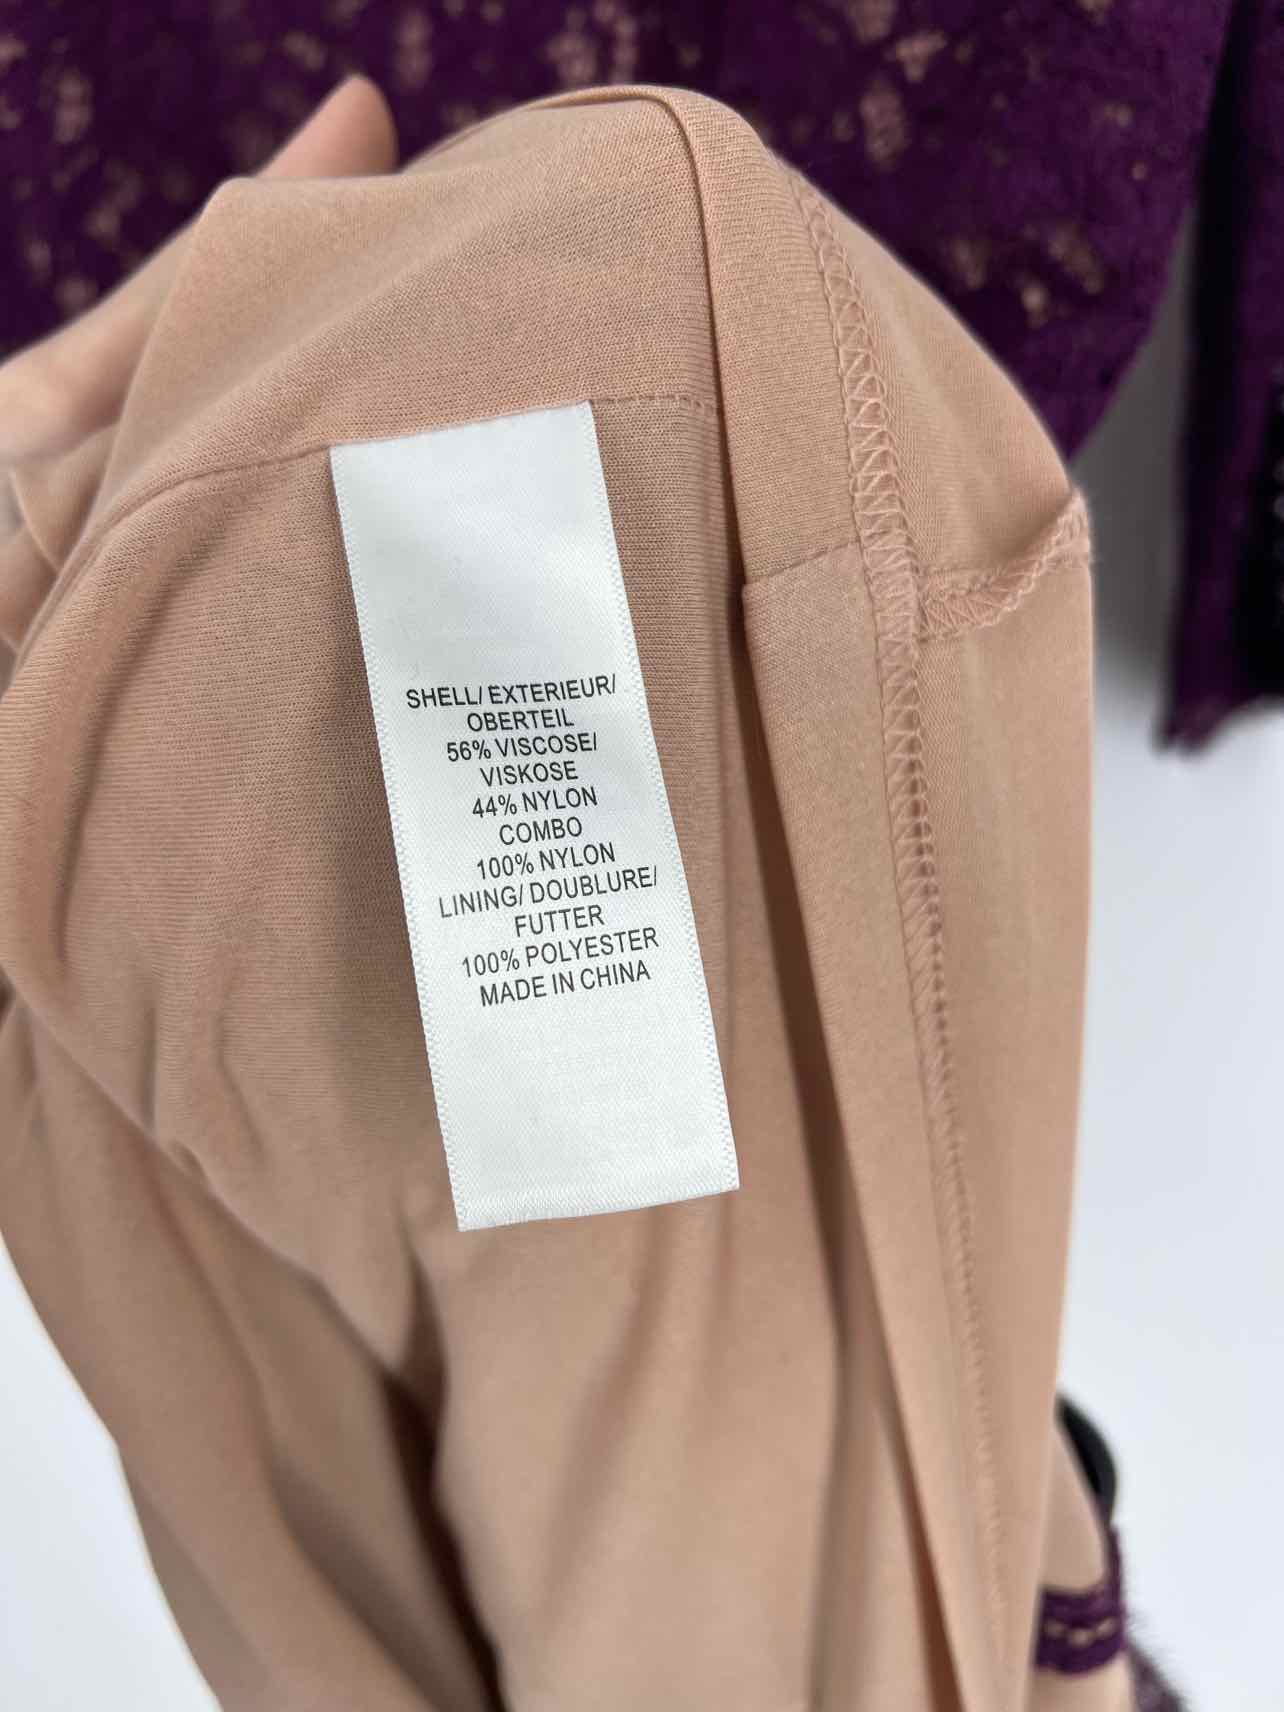 SHELL/ EXTERIEUR/
OBERTEIL
56% VISCOSE/
VISKOSE
44% NYLON
COMBO
100% NYLON
LINING/ DOUBLURE/
FUTTER
100% POLYESTER
MADE IN CHINA